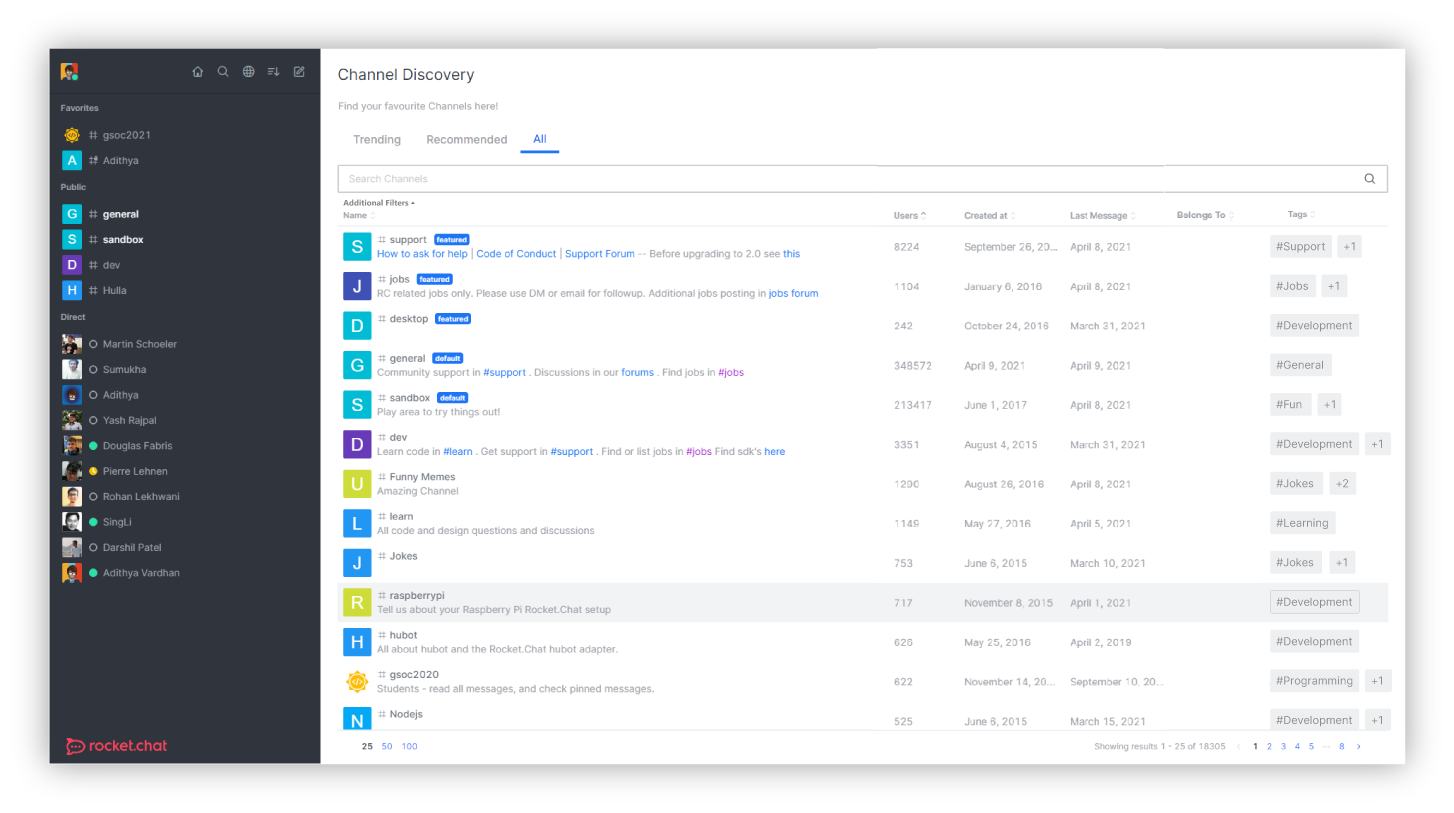 Favorites
gsoc2021
A Adithya
Public
G general
S sandbox
D dev
H Hulla
Direct
Martin Schoeler
Sumukha
Adithya
Yash Rajpal
Douglas Fabris
Pierre Lehnen
Rohan Lekhwani
SingLi
Darshil Patel
Adithya Vardhan
rocket.chat
Channel Discovery
Find your favourite Channels here!
Trending Recommended All
Search Channels
Additional Filters
Name Users Created at Last Message Belongs To Tags
S # support featured 8224 September 26, 20... April 8, 2021 #Support +1
How to ask for help | Code of Conduct | Support Forum -- Before upgrading to 2.0 see this
J # jobs featured 1104 January 6, 2016 April 8, 2021 #Jobs +1
RC related jobs only. Please use DM or email for followup. Additional jobs posting in jobs forum
D # desktop featured 242 October 24, 2016 March 31, 2021 #Development
G # general default 348572 April 9, 2021 April 9, 2021 #General
Community support in #support . Discussions in our forums . Find jobs in #jobs
S # sandbox default 213417 June 1, 2017 April 8, 2021 #Fun +1
Play area to try things out!
D # dev 3351 August 4, 2015 March 31, 2021 #Development +1
Learn code in #learn . Get support in #support . Find or list jobs in #jobs Find sdk's here
U # Funny Memes 1290 August 26, 2016 April 8, 2021 #Jokes +2
Amazing Channel
L # learn 1149 May 27, 2016 April 5, 2021 #Learning
All code and design questions and discussions
J # Jokes 753 June 6, 2015 March 10, 2021 #Jokes +1
R # raspberrypi 717 November 8, 2015 April 1, 2021 #Development
Tell us about your Raspberry Pi Rocket.Chat setup
H # hubot 626 May 25, 2016 April 2, 2019 #Development
All about hubot and the Rocket.Chat hubot adapter.
# gsoc2020 622 November 14, 20... September 10, 20... #Programming +1
Students - read all messages, and check pinned messages.
N # Nodejs 525 June 6, 2015 March 15, 2021 #Development +1
25 50 100 Showing results 1 - 25 of 18305 ‹ 1 2 3 4 5 ... 8 ›